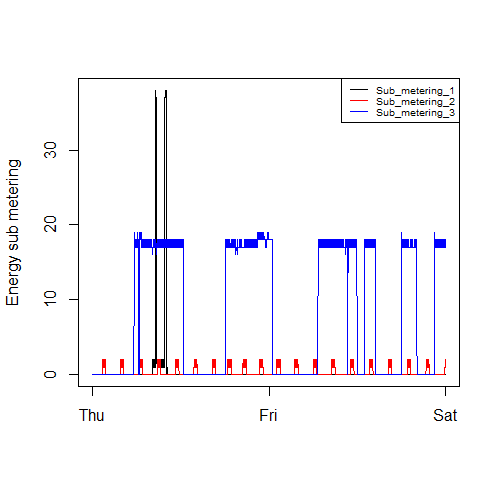 Sub_metering_1
Sub_metering_2
Sub_metering_3
Energy sub metering
30
20
10
0
Thu
Fri
Sat